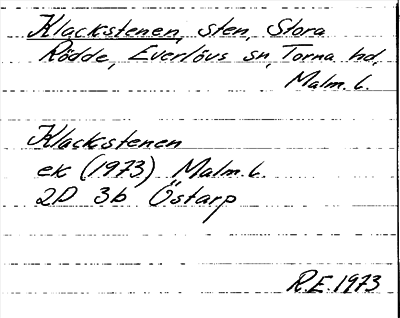 Klackstenen, sten, Stora
Rödde, Everlövs sn, Torna hd,
Malm. l.
Klackstenen
ek (1973) Malm. l.
2D 3b Östarp
R.E. 1973